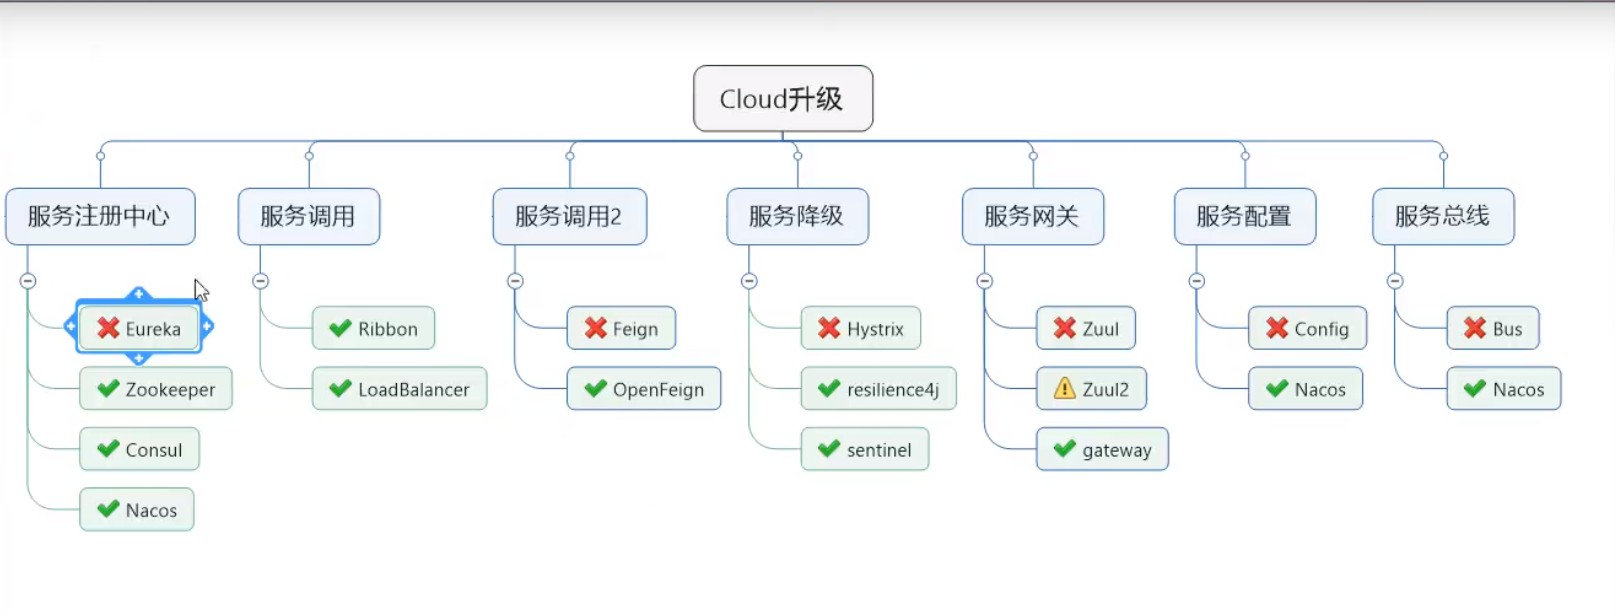 Cloud升级
服务注册中心
Eureka
Zookeeper
Consul
Nacos
服务调用
Ribbon
LoadBalancer
服务调用2
Feign
OpenFeign
服务降级
Hystrix
resilience4j
sentinel
服务网关
Zuul
Zuul2
gateway
服务配置
Config
Nacos
服务总线
Bus
Nacos